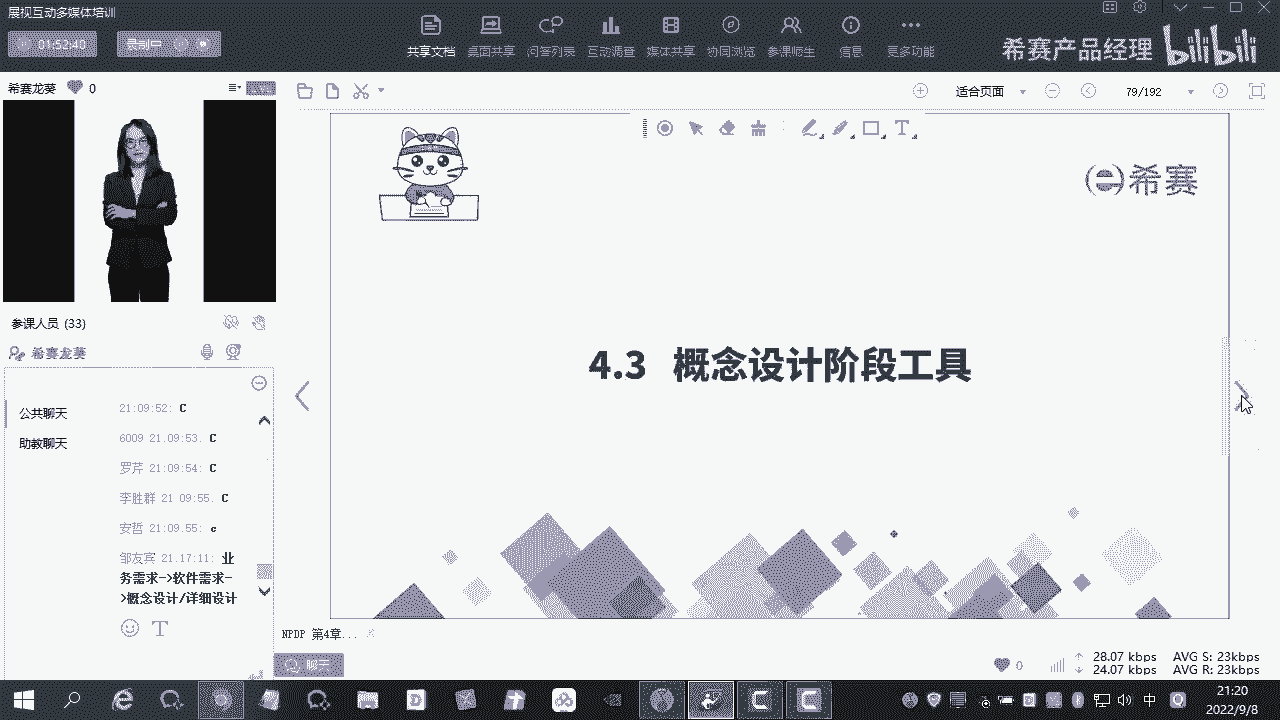 展视互动多媒体培训
01:52:40
录制中
共享文档
桌面共享
问答列表
互动调查
媒体共享
协同浏览
参课师生
信息
更多功能
希赛产品经理
bilibili
希赛龙葵
0
适合页面
79/192
希赛
4.3 概念设计阶段工具
参课人员 (33)
希赛龙葵
公共聊天
助教聊天
21:09:52: C
6009 21.09:53. C
罗芹 21:09:54: C
李胜群 21 09:55. C
安哲 21:09.55: c
邹友宾 21.17:11: 业
务需求->软件需求-
>概念设计/详细设计
NPDP 第4章...
聊天
0
28.07 kbps
AVG S: 23kbps
24.07 kbps
AVG R: 23kbps
中
21:20
2022/9/8